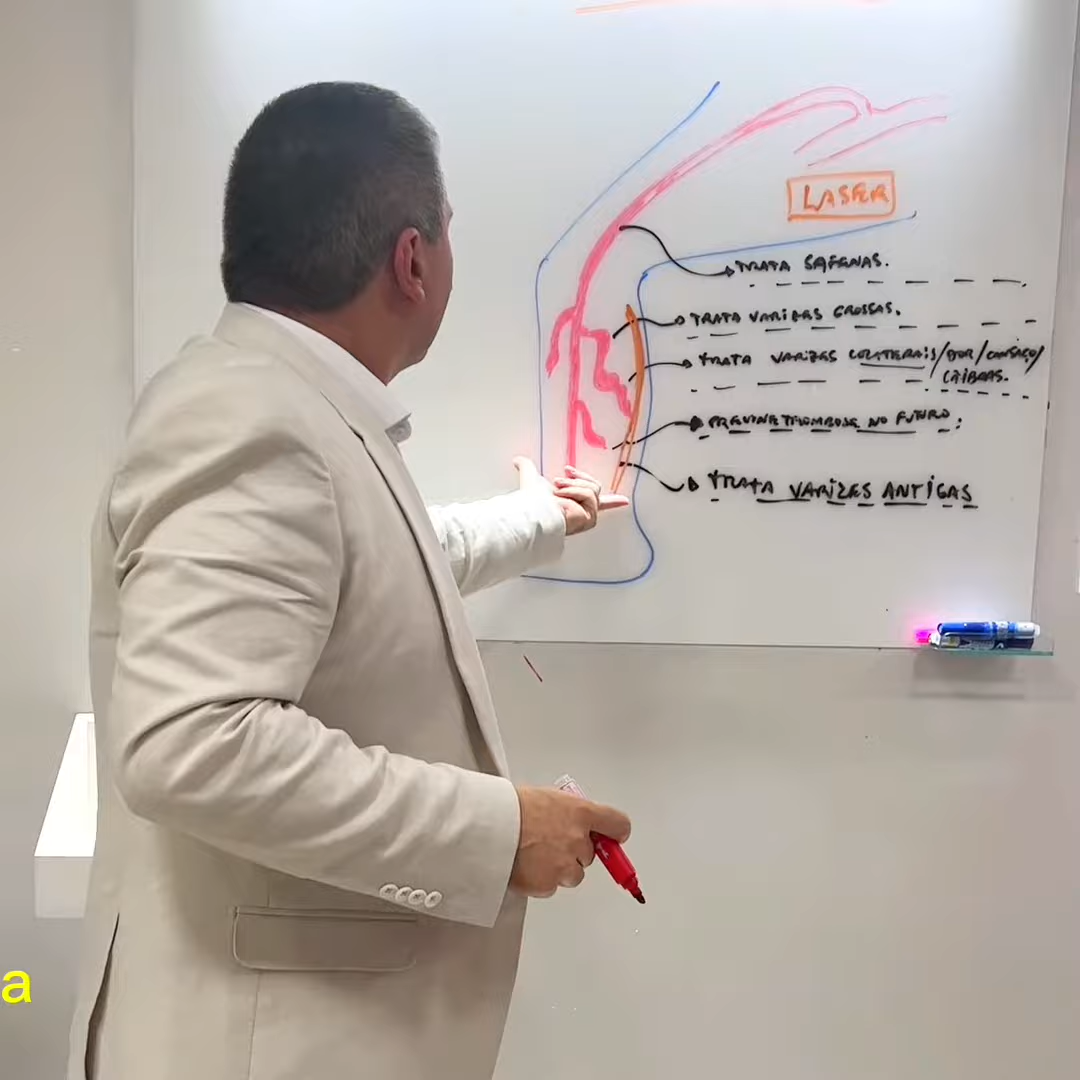 LASER
TRATA SAFENAS.
TRATA VARIZES GROSSAS.
TRATA VARIZES COLATERAIS/DOR/CANSAÇO/
CÃIBRAS.
PREVINE TROMBOSE NO FUTURO.
TRATA VARIZES ANTIGAS
a